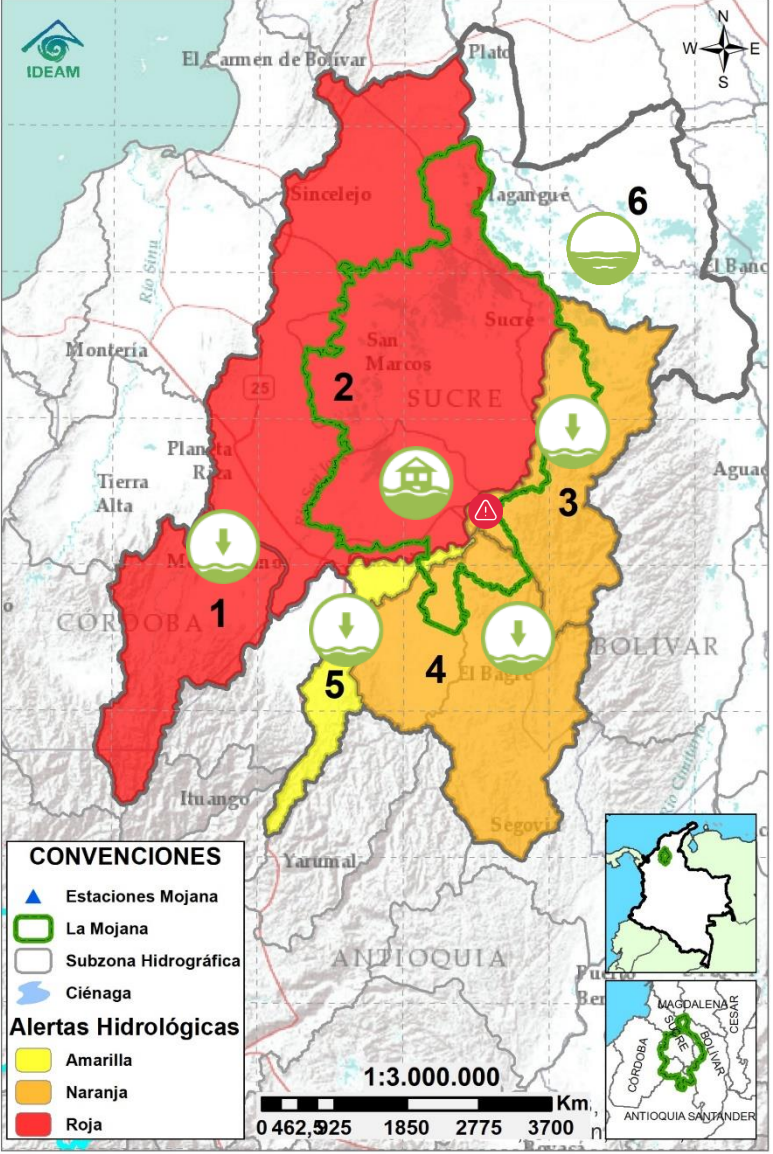 IDEAM
N
W E
S
El Carmen de Bolívar
Plato
Sincelejo
Magangué
6
El Banc
Río Sinú
Sucre
Montería
San
Marcos
2
25
SUCRE
Planeta
Rica
Tierra
Alta
Aguac
3
CÓRDOBA
1
BOLÍVAR
4
El Bagre
5
Ituango
Segovia
Yarumal
ANTIOQUIA
Puerto
Ber
CONVENCIONES
Estaciones Mojana
La Mojana
Subzona Hidrográfica
Ciénaga
Alertas Hidrológicas
Amarilla
Naranja
Roja
1:3.000.000
Km
0 462,5 925 1850 2775 3700
MAGDALENA
CESAR
SUCRE
BOLÍVAR
CÓRDOBA
ANTIOQUIA SANTANDER